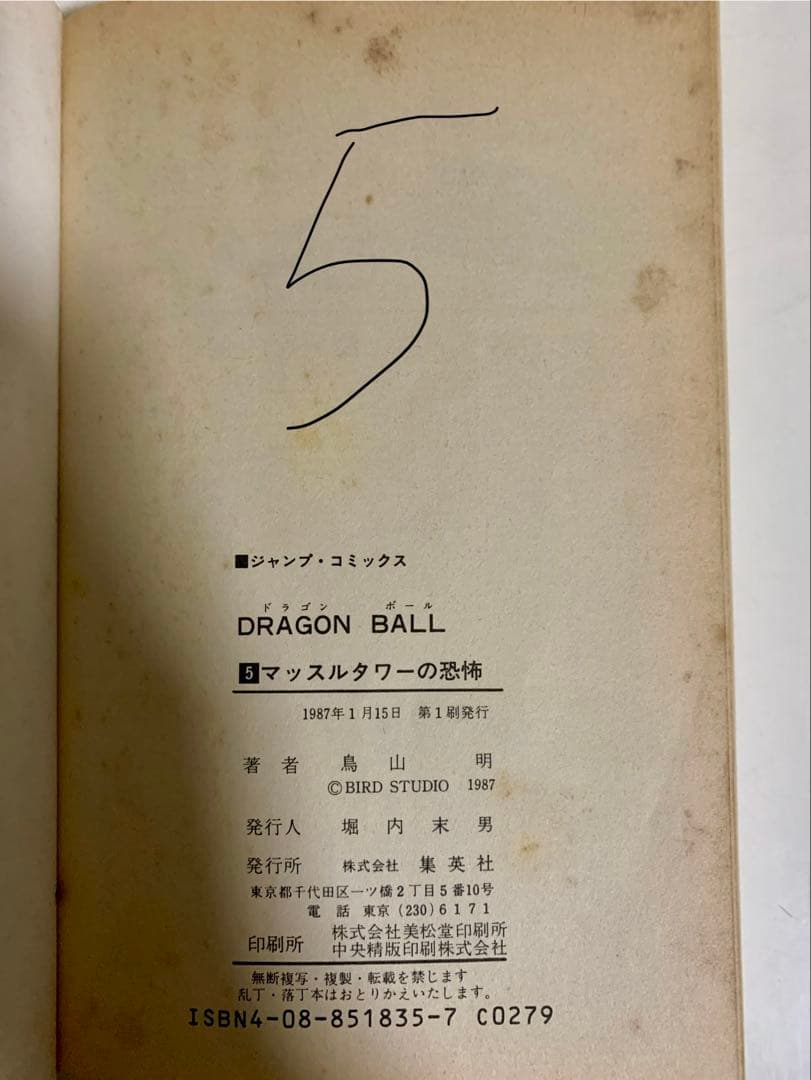 5
■ジャンプ・コミックス
ドラゴン ボール
DRAGON BALL
5マッスルタワーの恐怖
1987年1月15日 第1刷発行
著者 鳥山 明
©BIRD STUDIO 1987
発行人 堀内末男
発行所 株式会社 集英社
東京都千代田区一ツ橋2丁目5番10号
電話 東京(230)6171
印刷所 株式会社美松堂印刷所
中央精版印刷株式会社
無断複写・複製・転載を禁じます
乱丁・落丁本はおとりかえいたします。
ISBN4-08-851835-7 C0279